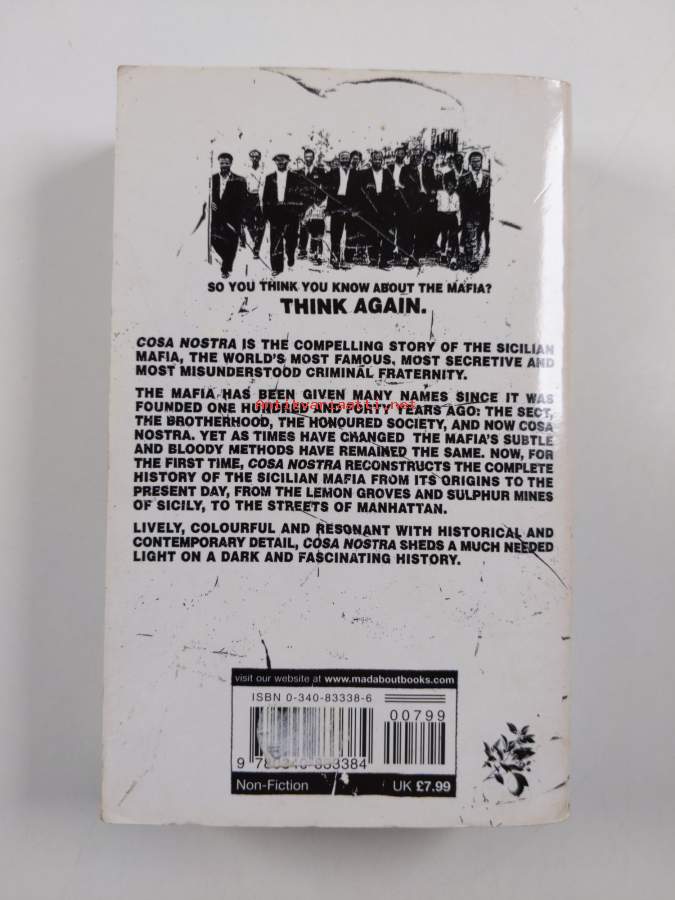 SO YOU THINK YOU KNOW ABOUT THE MAFIA?
THINK AGAIN.
COSA NOSTRA IS THE COMPELLING STORY OF THE SICILIAN
MAFIA, THE WORLD'S MOST FAMOUS, MOST SECRETIVE AND
MOST MISUNDERSTOOD CRIMINAL FRATERNITY.
THE MAFIA HAS BEEN GIVEN MANY NAMES SINCE IT WAS
Antikvariaatti.net
FOUNDED ONE HUNDRED AND FORTY YEARS AGO: THE SECT,
THE BROTHERHOOD, THE HONOURED SOCIETY, AND NOW COSA
NOSTRA. YET AS TIMES HAVE CHANGED THE MAFIA'S SUBTLE
AND BLOODY METHODS HAVE REMAINED THE SAME. NOW, FOR
THE FIRST TIME, COSA NOSTRA RECONSTRUCTS THE COMPLETE
HISTORY OF THE SICILIAN MAFIA FROM ITS ORIGINS TO THE
PRESENT DAY, FROM THE LEMON GROVES AND SULPHUR MINES
OF SICILY, TO THE STREETS OF MANHATTAN.
LIVELY, COLOURFUL AND RESONANT WITH HISTORICAL AND
CONTEMPORARY DETAIL, COSA NOSTRA SHEDS A MUCH NEEDED
LIGHT ON A DARK AND FASCINATING HISTORY.
visit our website at www.madaboutbooks.com
ISBN 0-340-83338-6
00799
Non-Fiction UK £7.99